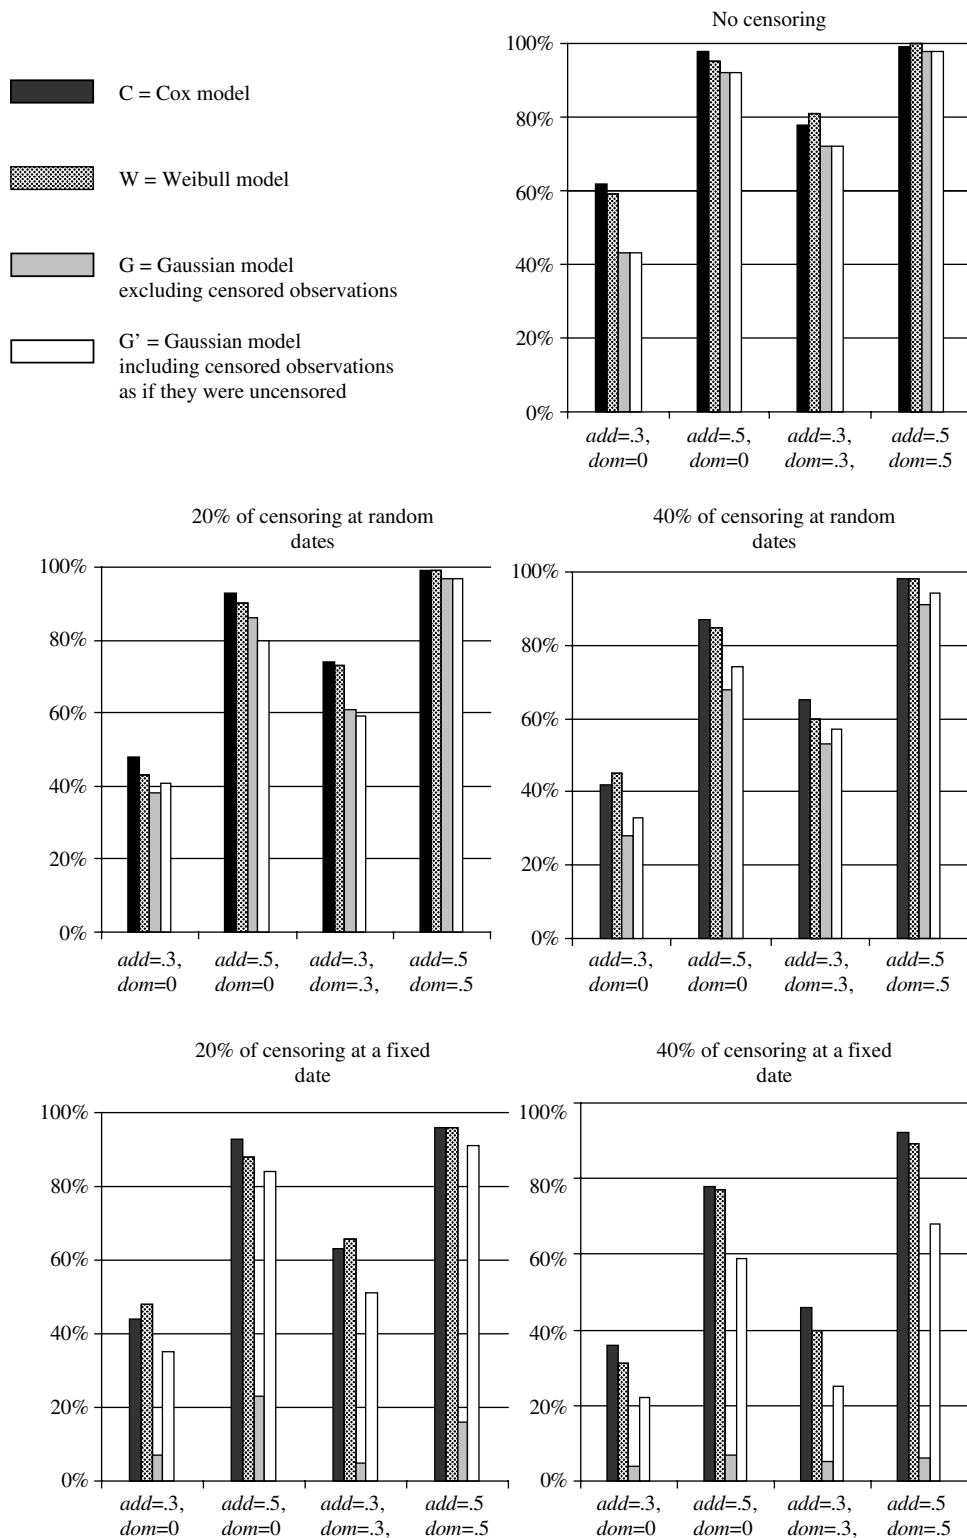 No censoring
C = Cox model
W = Weibull model
G = Gaussian model
excluding censored observations
G’ = Gaussian model
including censored observations
as if they were uncensored
100%
80%
60%
40%
20%
0%
add=.3, add=.5, add=.3, add=.5
dom=0 dom=0 dom=.3, dom=.5
20% of censoring at random
dates
100%
80%
60%
40%
20%
0%
add=.3, add=.5, add=.3, add=.5
dom=0 dom=0 dom=.3, dom=.5
40% of censoring at random
dates
100%
80%
60%
40%
20%
0%
add=.3, add=.5, add=.3, add=.5
dom=0 dom=0 dom=.3, dom=.5
20% of censoring at a fixed
date
100%
80%
60%
40%
20%
0%
add=.3, add=.5, add=.3, add=.5
dom=0 dom=0 dom=.3, dom=.5
40% of censoring at a fixed
date
100%
80%
60%
40%
20%
0%
add=.3, add=.5, add=.3, add=.5
dom=0 dom=0 dom=.3, dom=.5